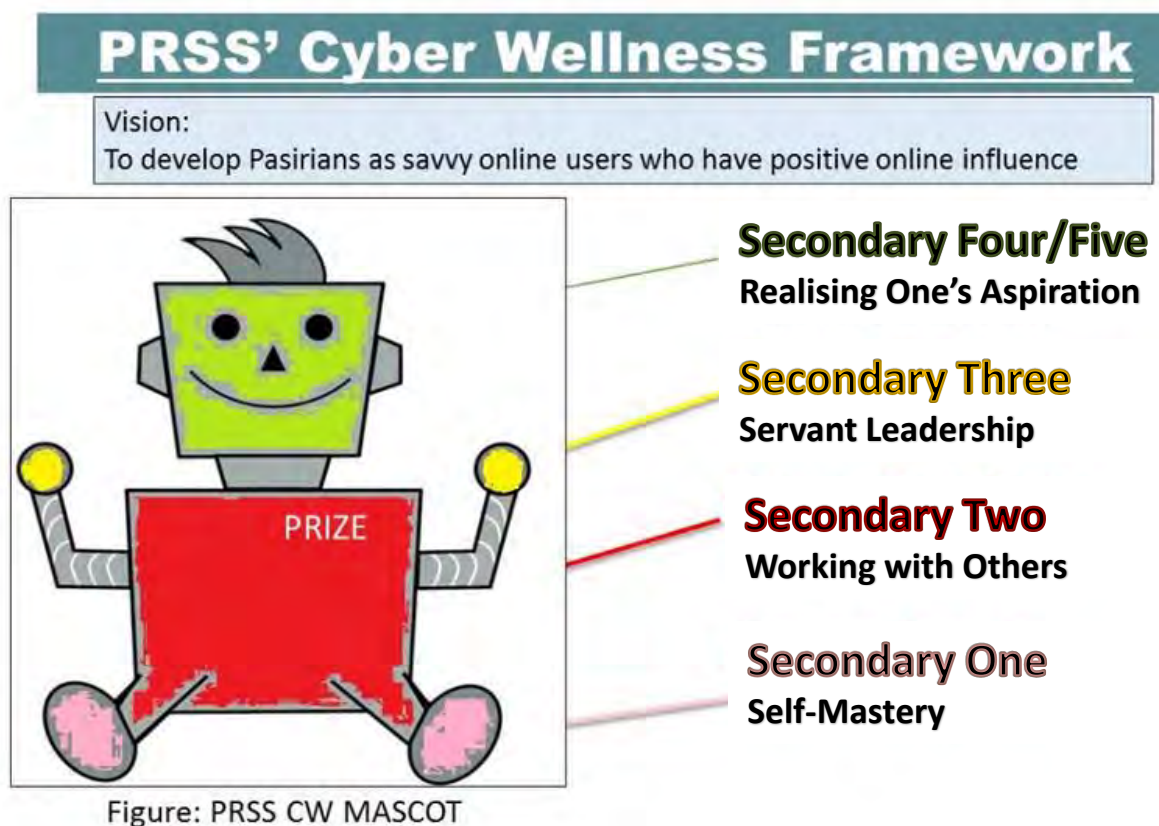 PRSS’ Cyber Wellness Framework
Vision:
To develop Pasirians as savvy online users who have positive online influence
Secondary Four/Five
Realising One’s Aspiration
Secondary Three
Servant Leadership
PRIZE
Secondary Two
Working with Others
Secondary One
Self-Mastery
Figure: PRSS CW MASCOT